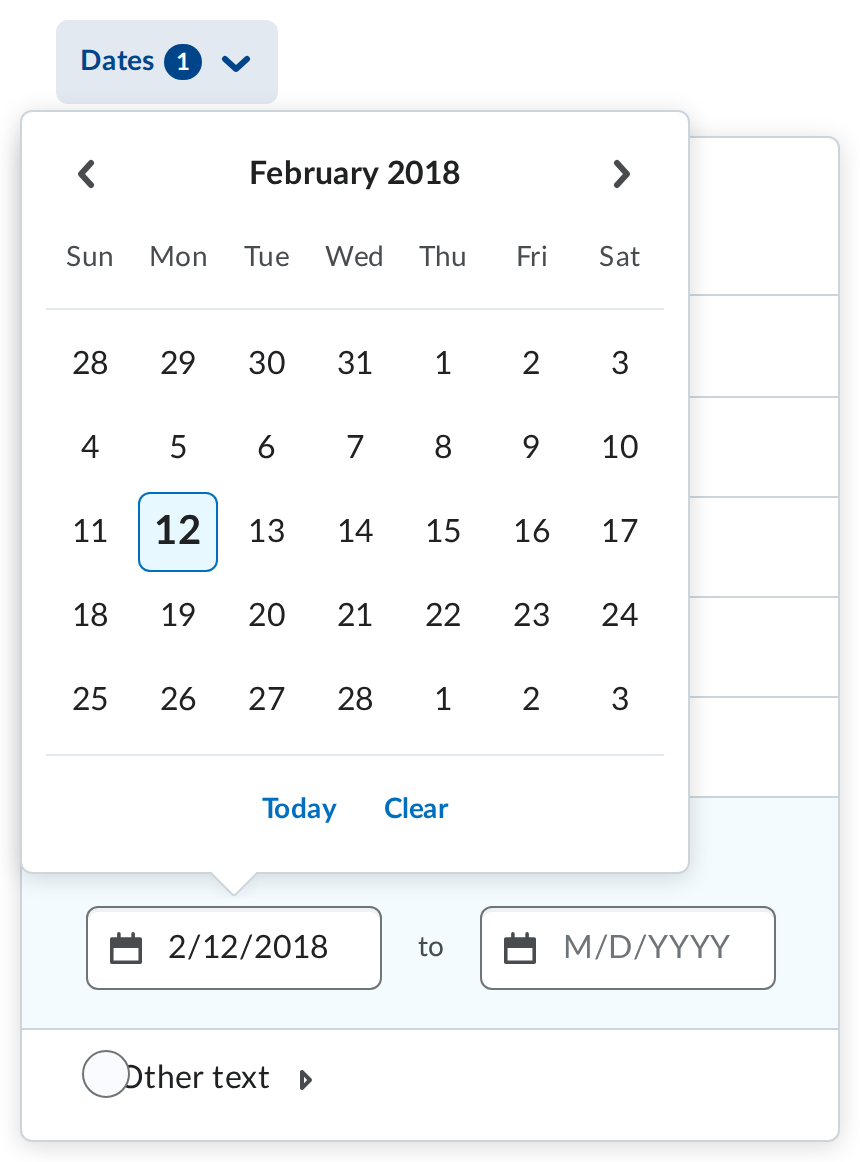 Dates 1
February 2018
Sun Mon Tue Wed Thu Fri Sat
28 29 30 31 1 2 3
4 5 6 7 8 9 10
11 12 13 14 15 16 17
18 19 20 21 22 23 24
25 26 27 28 1 2 3
Today Clear
2/12/2018 to M/D/YYYY
Other text